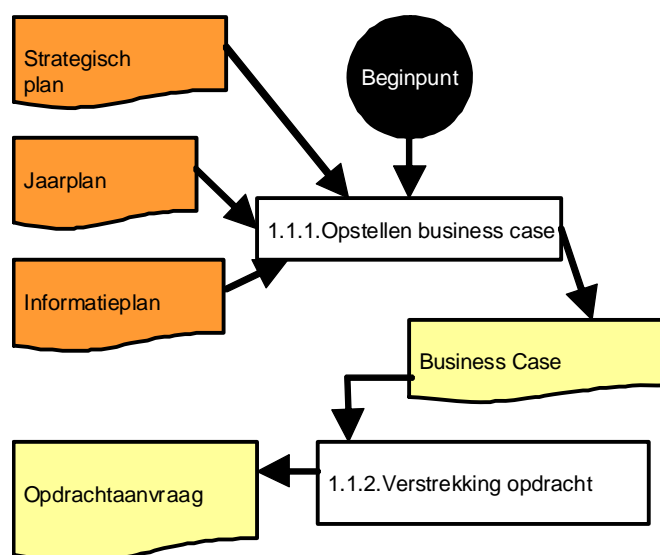 Strategisch
plan
Beginpunt
Jaarplan
1.1.1.Opstellen business case
Informatieplan
Business Case
Opdrachtaanvraag
1.1.2.Verstrekking opdracht